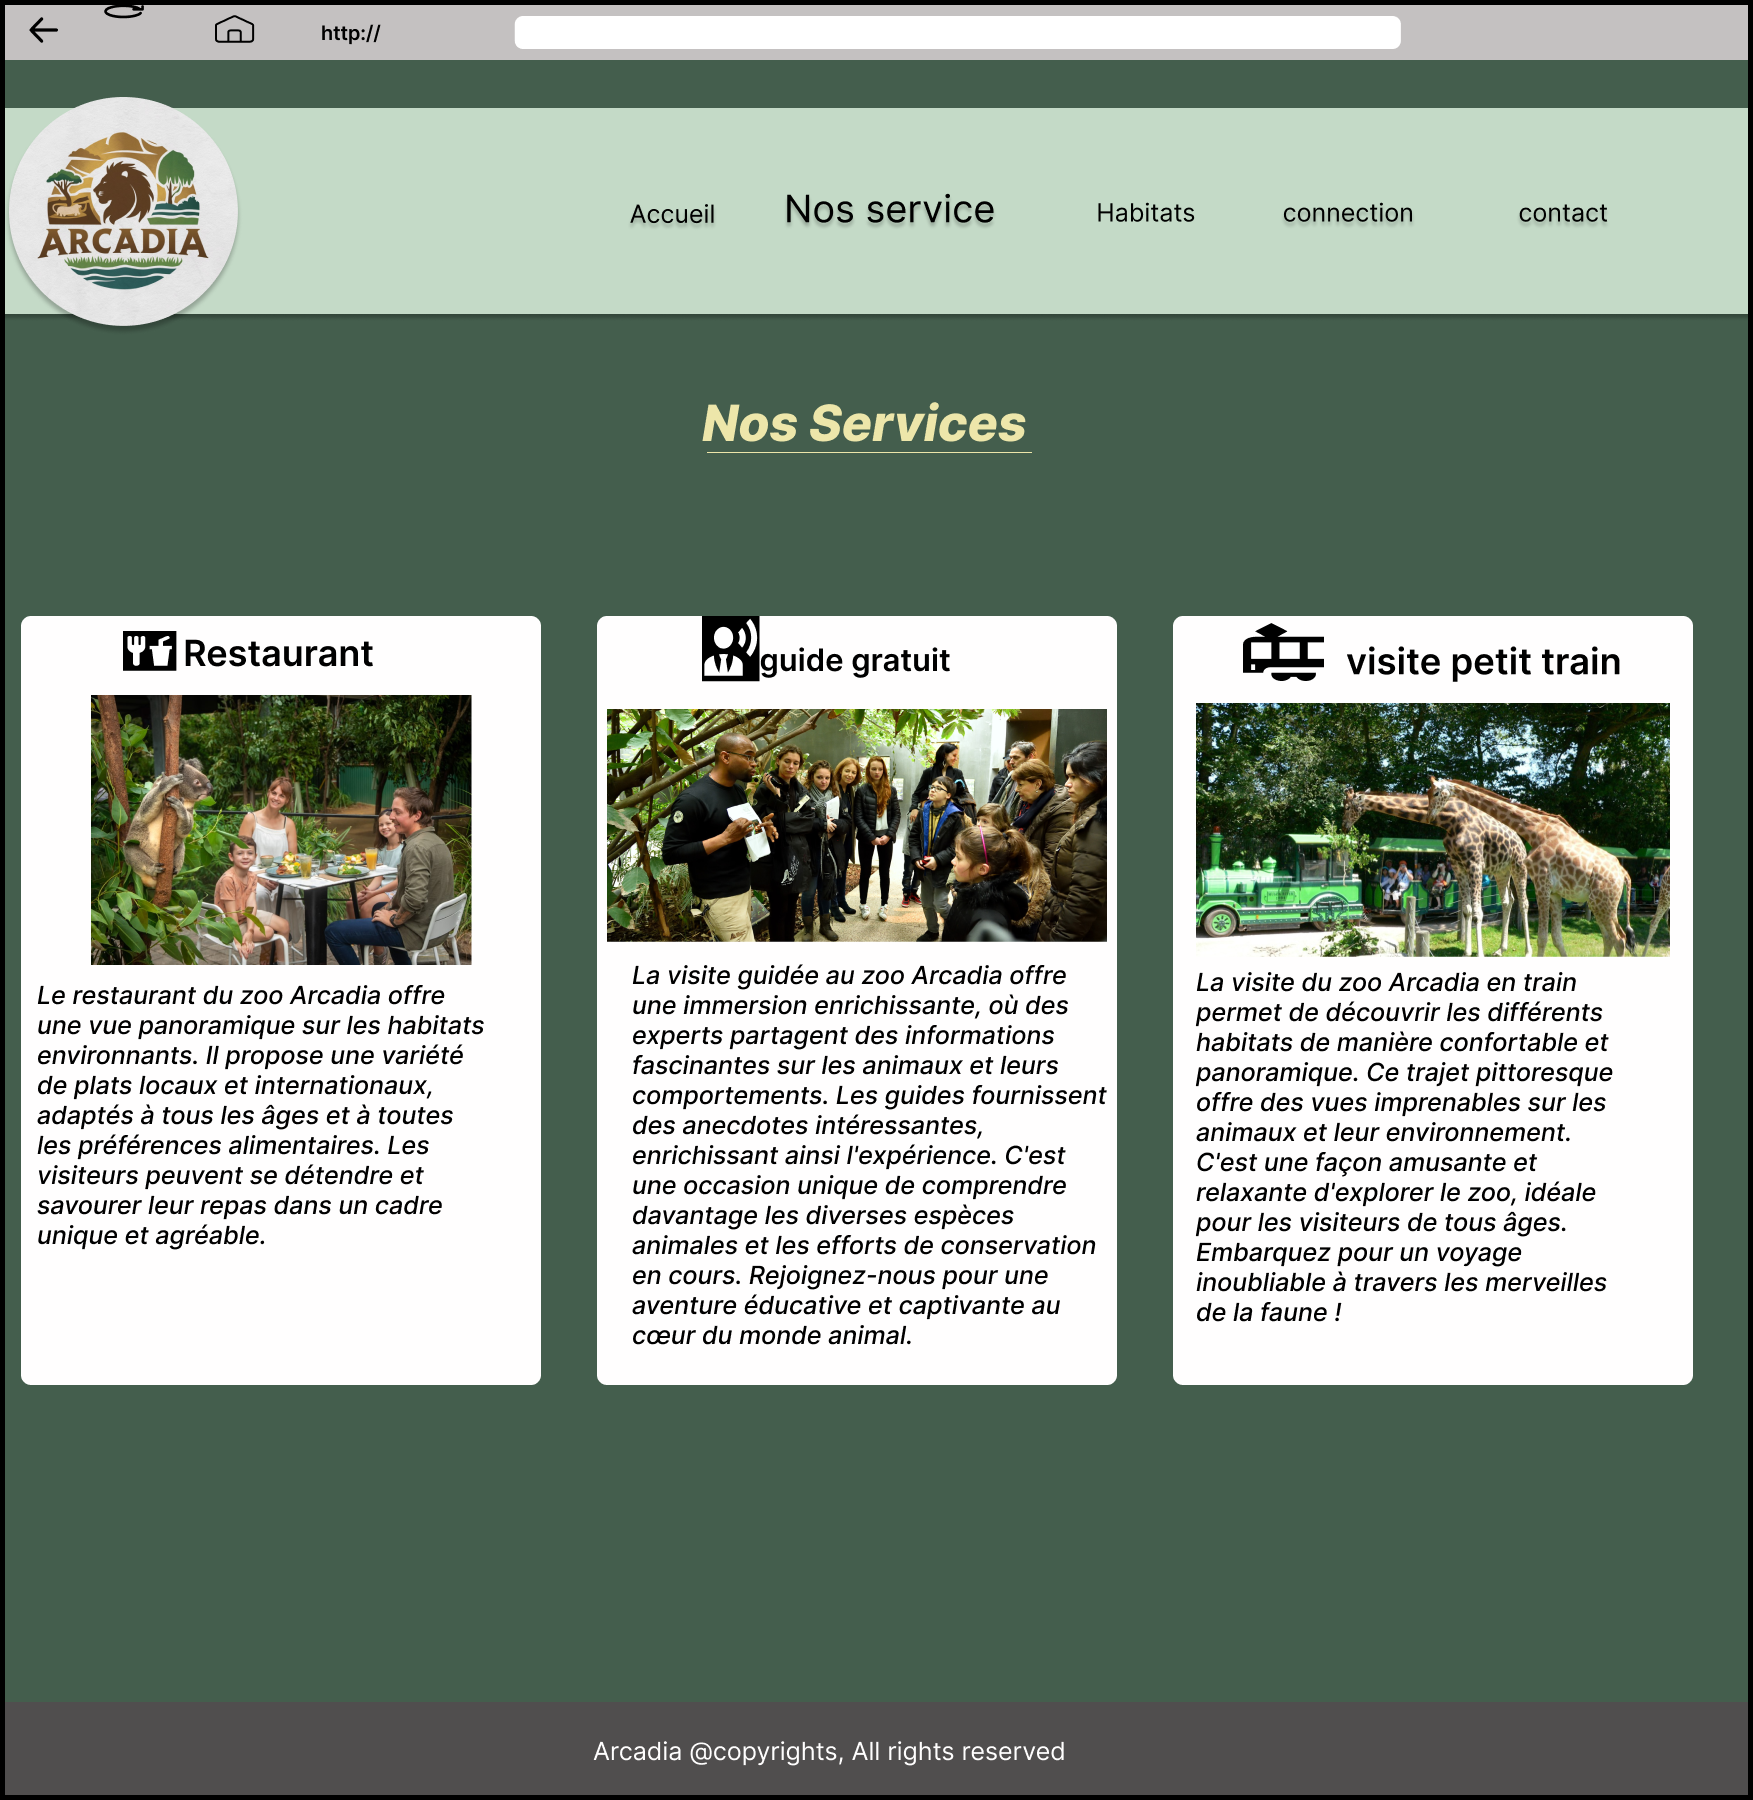 http://
ARCADIA
Accueil Nos service Habitats connection contact
Nos Services
Restaurant
Le restaurant du zoo Arcadia offre
une vue panoramique sur les habitats
environnants. Il propose une variété
de plats locaux et internationaux,
adaptés à tous les âges et à toutes
les préférences alimentaires. Les
visiteurs peuvent se détendre et
savourer leur repas dans un cadre
unique et agréable.
guide gratuit
La visite guidée au zoo Arcadia offre
une immersion enrichissante, où des
experts partagent des informations
fascinantes sur les animaux et leurs
comportements. Les guides fournissent
des anecdotes intéressantes,
enrichissant ainsi l'expérience. C'est
une occasion unique de comprendre
davantage les diverses espèces
animales et les efforts de conservation
en cours. Rejoignez-nous pour une
aventure éducative et captivante au
cœur du monde animal.
visite petit train
La visite du zoo Arcadia en train
permet de découvrir les différents
habitats de manière confortable et
panoramique. Ce trajet pittoresque
offre des vues imprenables sur les
animaux et leur environnement.
C'est une façon amusante et
relaxante d'explorer le zoo, idéale
pour les visiteurs de tous âges.
Embarquez pour un voyage
inoubliable à travers les merveilles
de la faune !
Arcadia @copyrights, All rights reserved